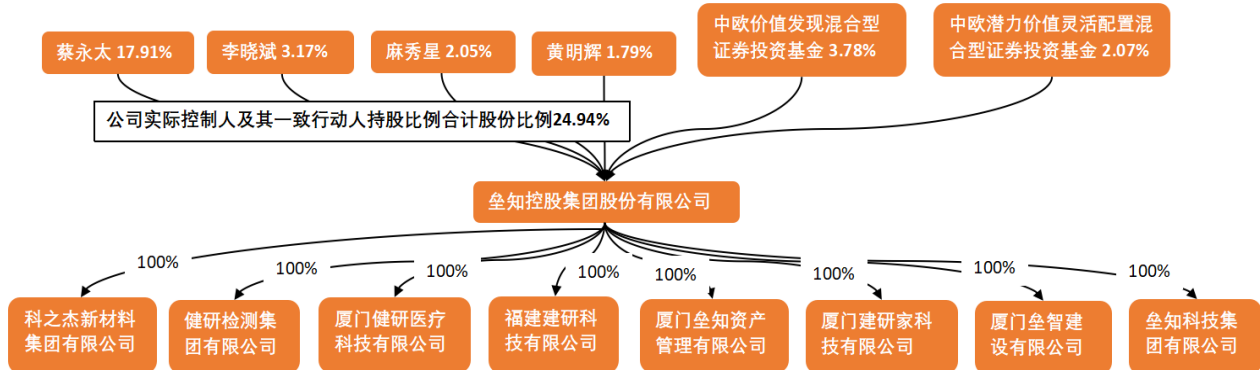 蔡永太 17.91%
李晓斌 3.17%
麻秀星 2.05%
黄明辉 1.79%
中欧价值发现混合型
证券投资基金 3.78%
中欧潜力价值灵活配置混
合型证券投资基金 2.07%
公司实际控制人及其一致行动人持股比例合计股份比例24.94%
垒知控股集团股份有限公司
100%
100%
100%
100%
100%
100%
100%
100%
科之杰新材料
集团有限公司
健研检测集
团有限公司
厦门健研医疗
科技有限公司
福建建研科
技有限公司
厦门垒知资产
管理有限公司
厦门建研家科
技有限公司
厦门垒智建
设有限公司
垒知科技集
团有限公司